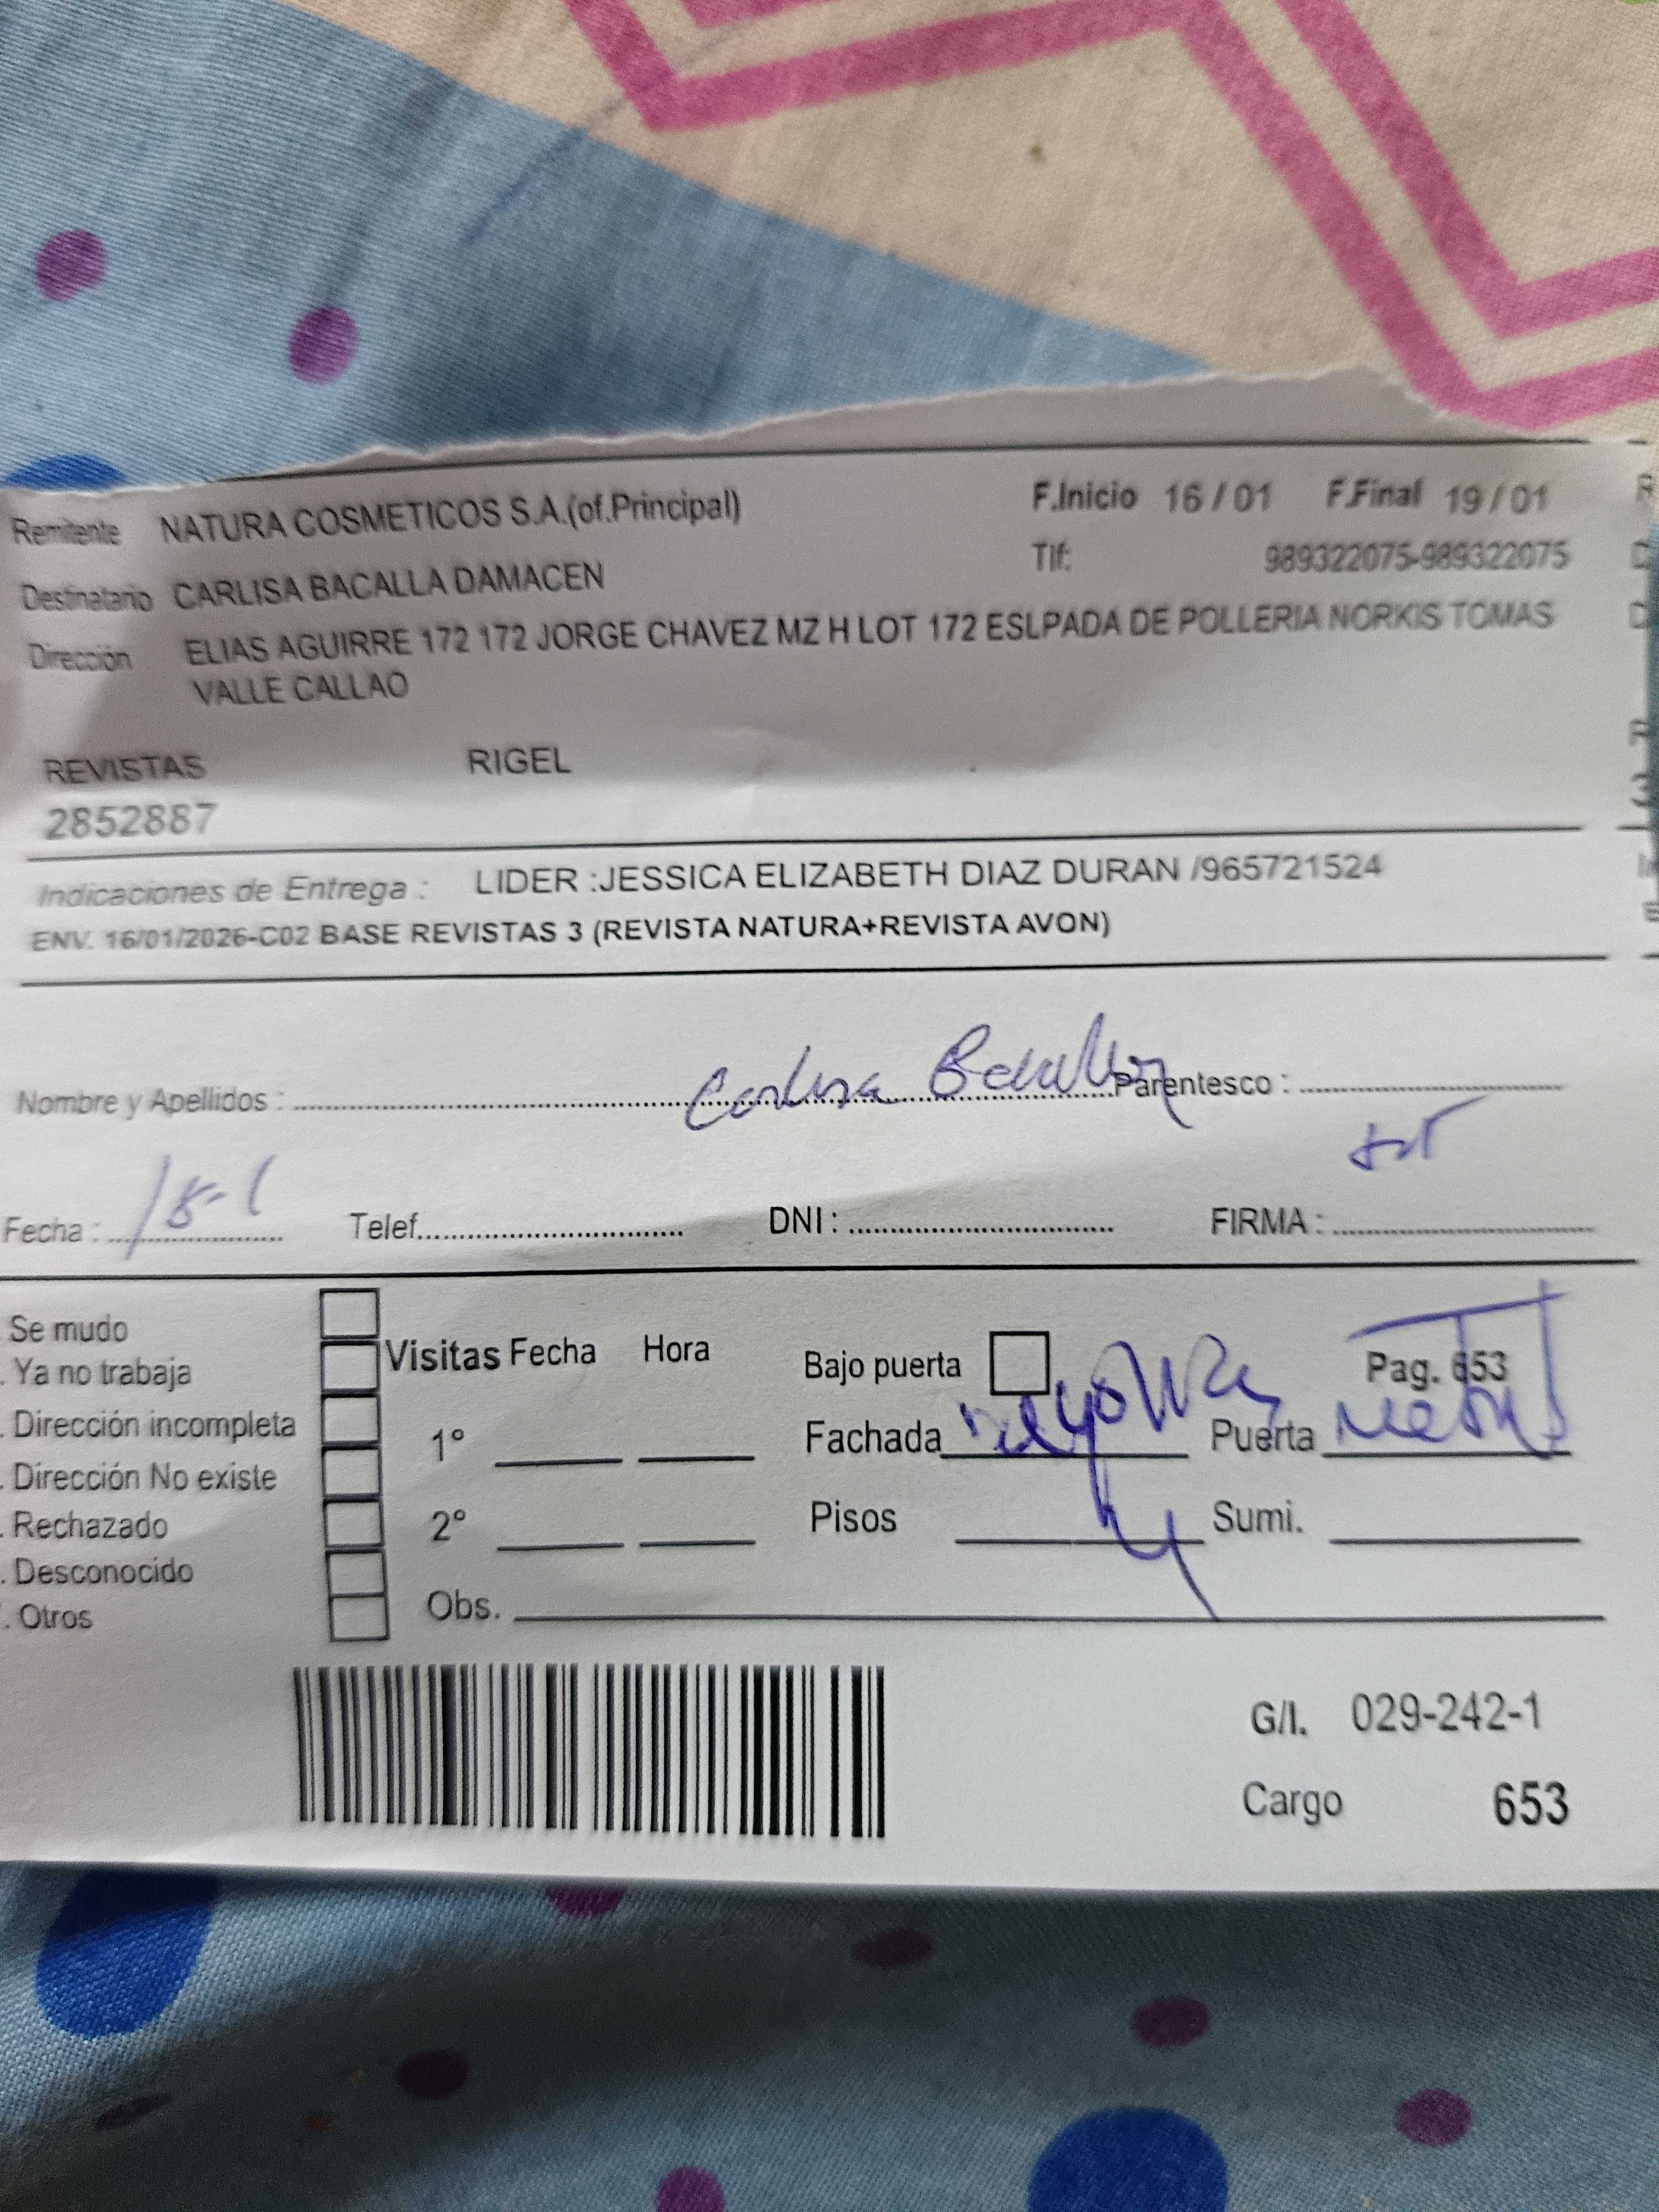 Remitente NATURA COSMETICOS S.A.(of.Principal) F.Inicio 16 / 01 F.Final 19 / 01
Destinatario CARLISA BACALLA DAMACEN Tlf: 989322075-989322075
Dirección ELIAS AGUIRRE 172 172 JORGE CHAVEZ MZ H LOT 172 ESLPADA DE POLLERIA NORKIS TOMAS
VALLE CALLAO
REVISTAS RIGEL
2852887
Indicaciones de Entrega : LIDER :JESSICA ELIZABETH DIAZ DURAN /965721524
ENV. 16/01/2026-C02 BASE REVISTAS 3 (REVISTA NATURA+REVISTA AVON)
Nombre y Apellidos : Carlisa Bacalla Parentesco :
Fecha : 18-1 Telef. DNI : FIRMA :
Se mudo
. Ya no trabaja Visitas Fecha Hora Bajo puerta Pag. 653
. Dirección incompleta 1° Fachada Puerta
. Dirección No existe
. Rechazado 2° Pisos Sumi.
. Desconocido
. Otros Obs.
G/I. 029-242-1
Cargo 653